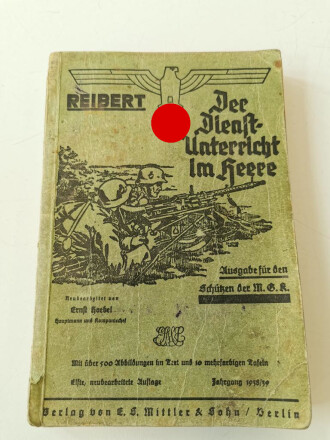 REIBERT
Der
Dienst-
Unterricht
im Heere
Ausgabe für den
Schützen der M.G.K.
Neubearbeitet von
Ernst Haebel
Hauptmann und Kompaniechef
Mit über 500 Abbildungen im Text und 10 mehrfarbigen Tafeln
Elfte, neubearbeitete Auflage Jahrgang 1938/39
Verlag von E.S. Mittler & Sohn / Berlin